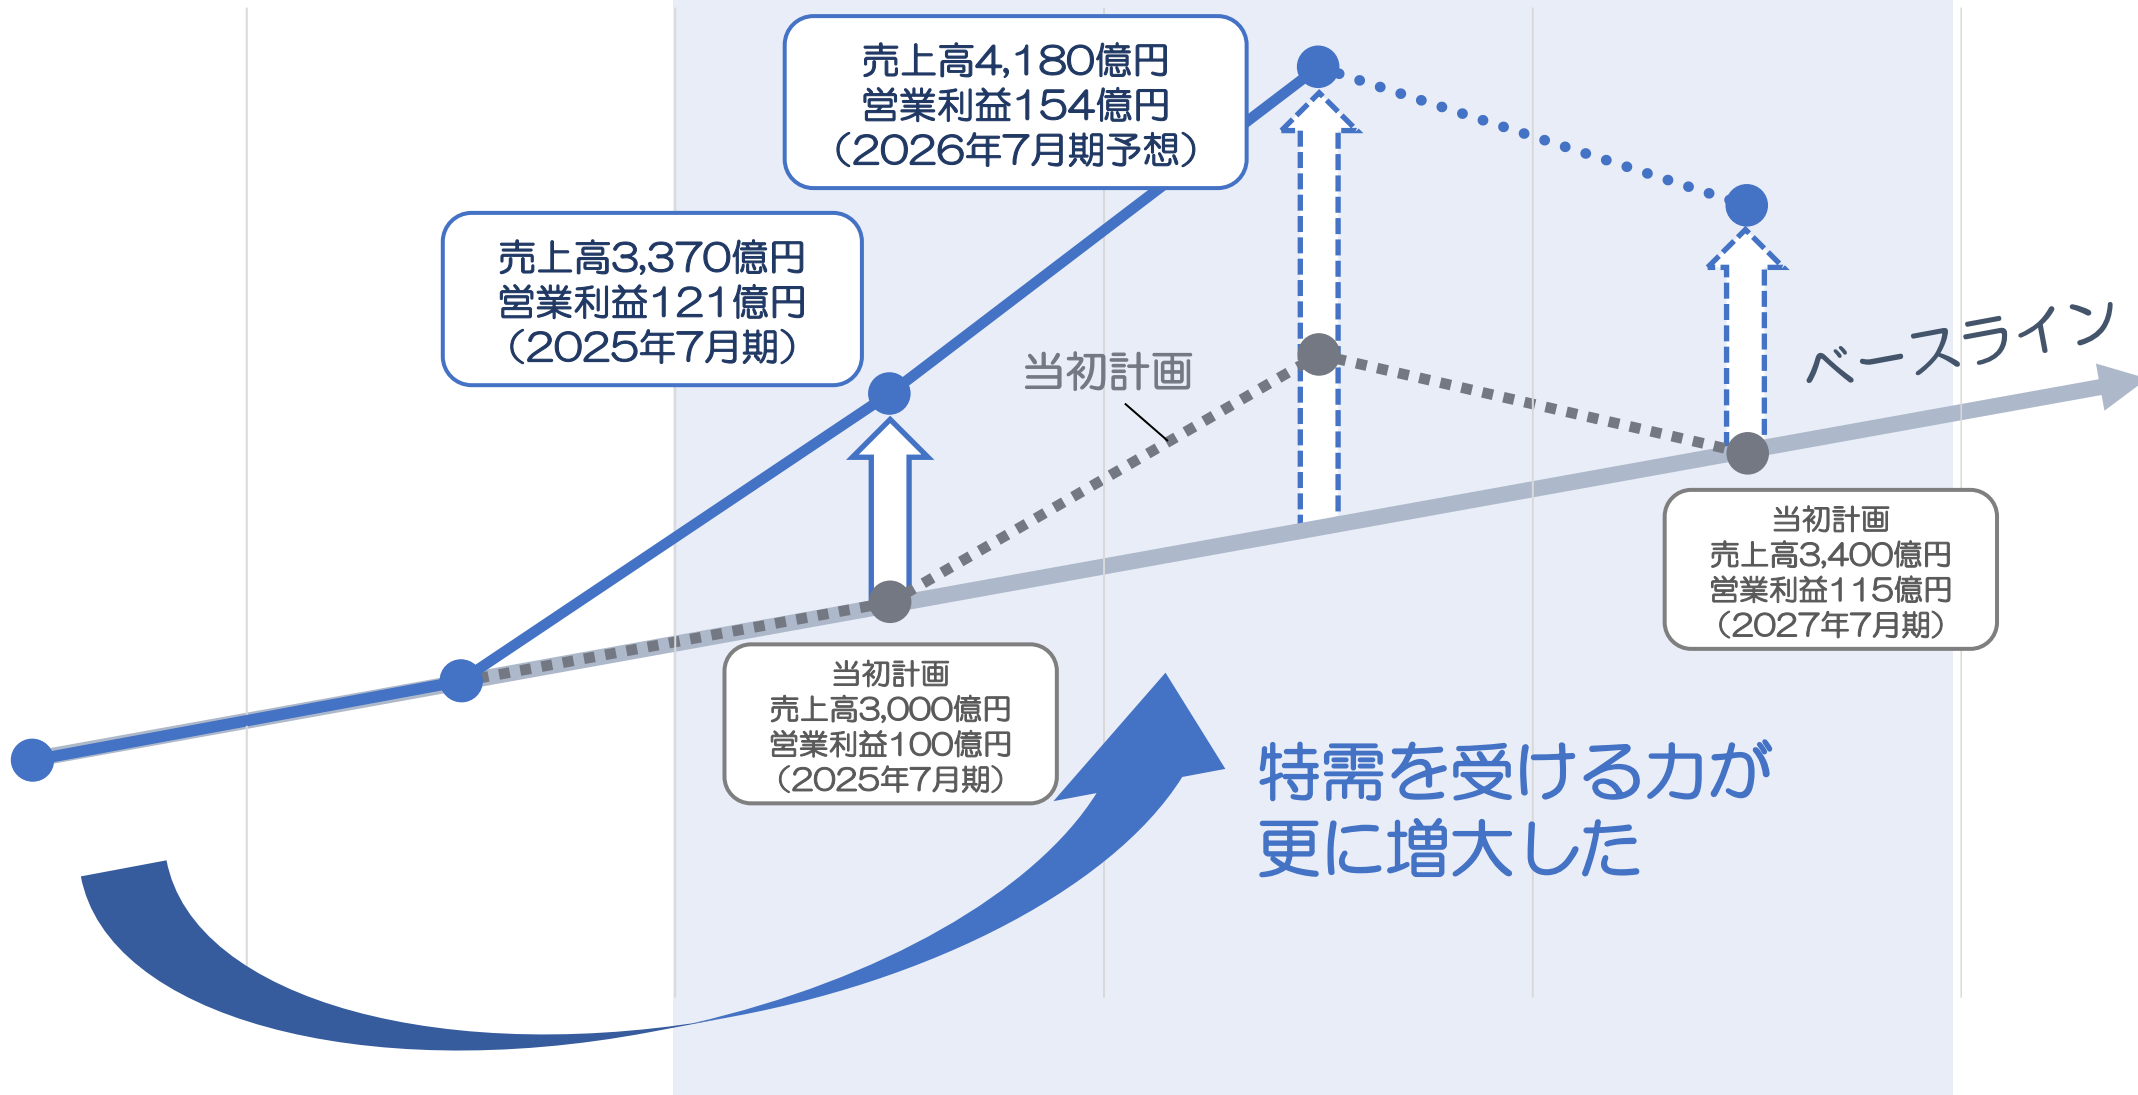 売上高4,180億円
営業利益154億円
（2026年7月期予想）
売上高3,370億円
営業利益121億円
（2025年7月期）
当初計画
ベースライン
当初計画
売上高3,400億円
営業利益115億円
（2027年7月期）
当初計画
売上高3,000億円
営業利益100億円
（2025年7月期）
特需を受ける力が
更に増大した